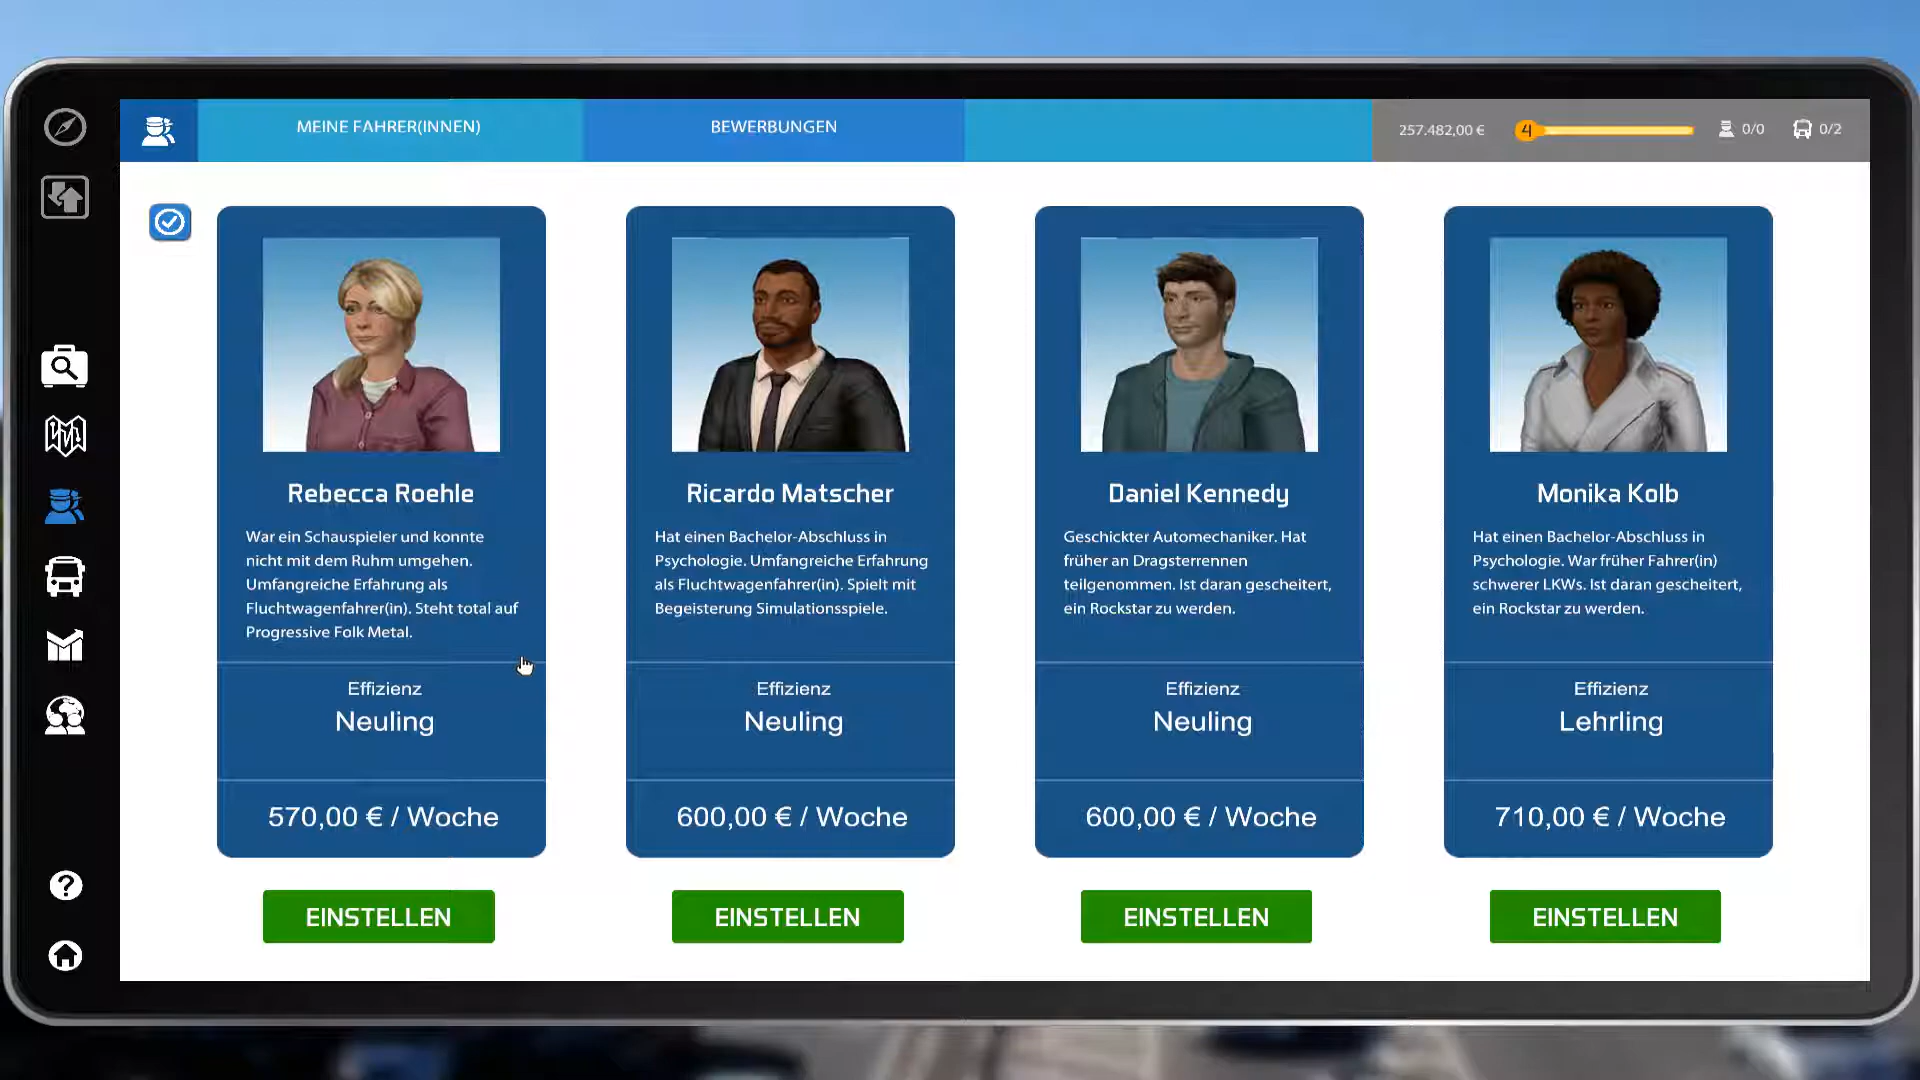 MEINE FAHRER(INNEN)
BEWERBUNGEN
257.482,00 €
4
0/0
0/2
Rebecca Roehle
War ein Schauspieler und konnte
nicht mit dem Ruhm umgehen.
Umfangreiche Erfahrung als
Fluchtwagenfahrer(in). Steht total auf
Progressive Folk Metal.
Effizienz
Neuling
570,00 € / Woche
EINSTELLEN
Ricardo Matscher
Hat einen Bachelor-Abschluss in
Psychologie. Umfangreiche Erfahrung
als Fluchtwagenfahrer(in). Spielt mit
Begeisterung Simulationsspiele.
Effizienz
Neuling
600,00 € / Woche
EINSTELLEN
Daniel Kennedy
Geschickter Automechaniker. Hat
früher an Dragsterrennen
teilgenommen. Ist daran gescheitert,
ein Rockstar zu werden.
Effizienz
Neuling
600,00 € / Woche
EINSTELLEN
Monika Kolb
Hat einen Bachelor-Abschluss in
Psychologie. War früher Fahrer(in)
schwerer LKWs. Ist daran gescheitert,
ein Rockstar zu werden.
Effizienz
Lehrling
710,00 € / Woche
EINSTELLEN